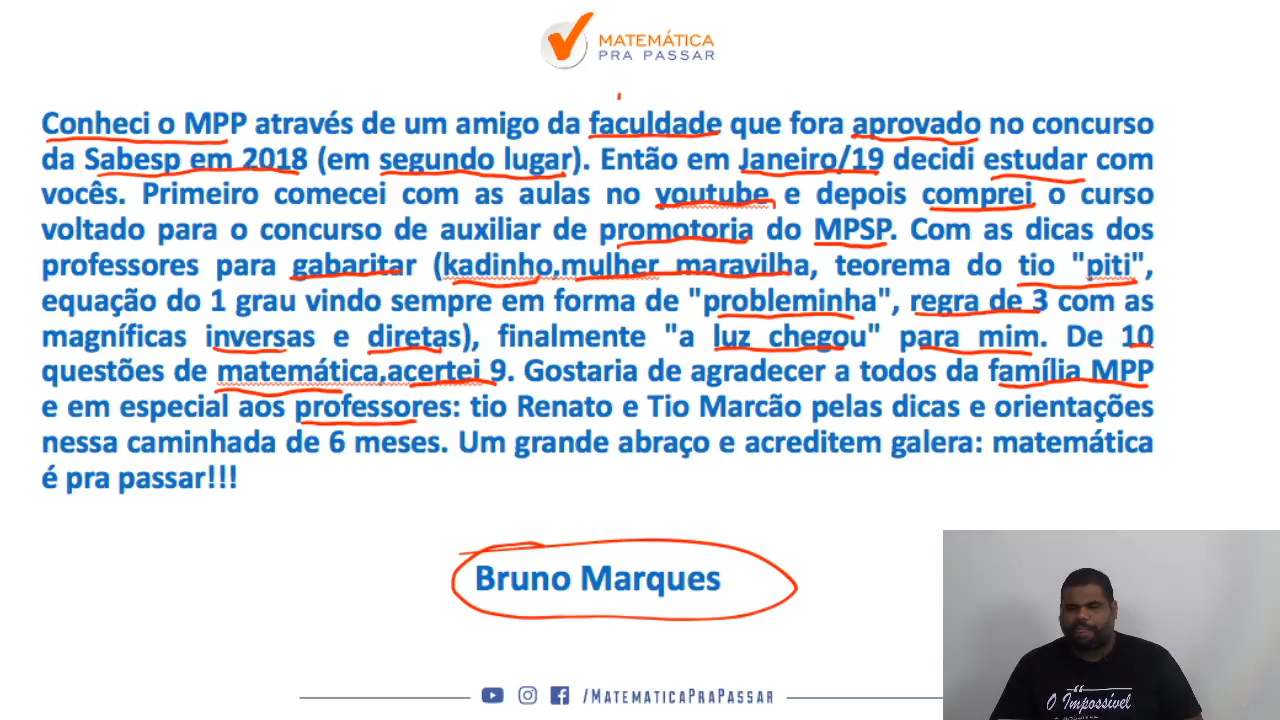 MATEMÁTICA
PRA PASSAR
Conheci o MPP através de um amigo da faculdade que fora aprovado no concurso
da Sabesp em 2018 (em segundo lugar). Então em Janeiro/19 decidi estudar com
vocês. Primeiro comecei com as aulas no youtube e depois comprei o curso
voltado para o concurso de auxiliar de promotoria do MPSP. Com as dicas dos
professores para gabaritar (kadinho,mulher maravilha, teorema do tio "piti",
equação do 1 grau vindo sempre em forma de "probleminha", regra de 3 com as
magníficas inversas e diretas), finalmente "a luz chegou" para mim. De 10
questões de matemática,acertei 9. Gostaria de agradecer a todos da família MPP
e em especial aos professores: tio Renato e Tio Marcão pelas dicas e orientações
nessa caminhada de 6 meses. Um grande abraço e acreditem galera: matemática
é pra passar!!!
Bruno Marques
/MATEMATICAPRAPASSAR
O Impossível